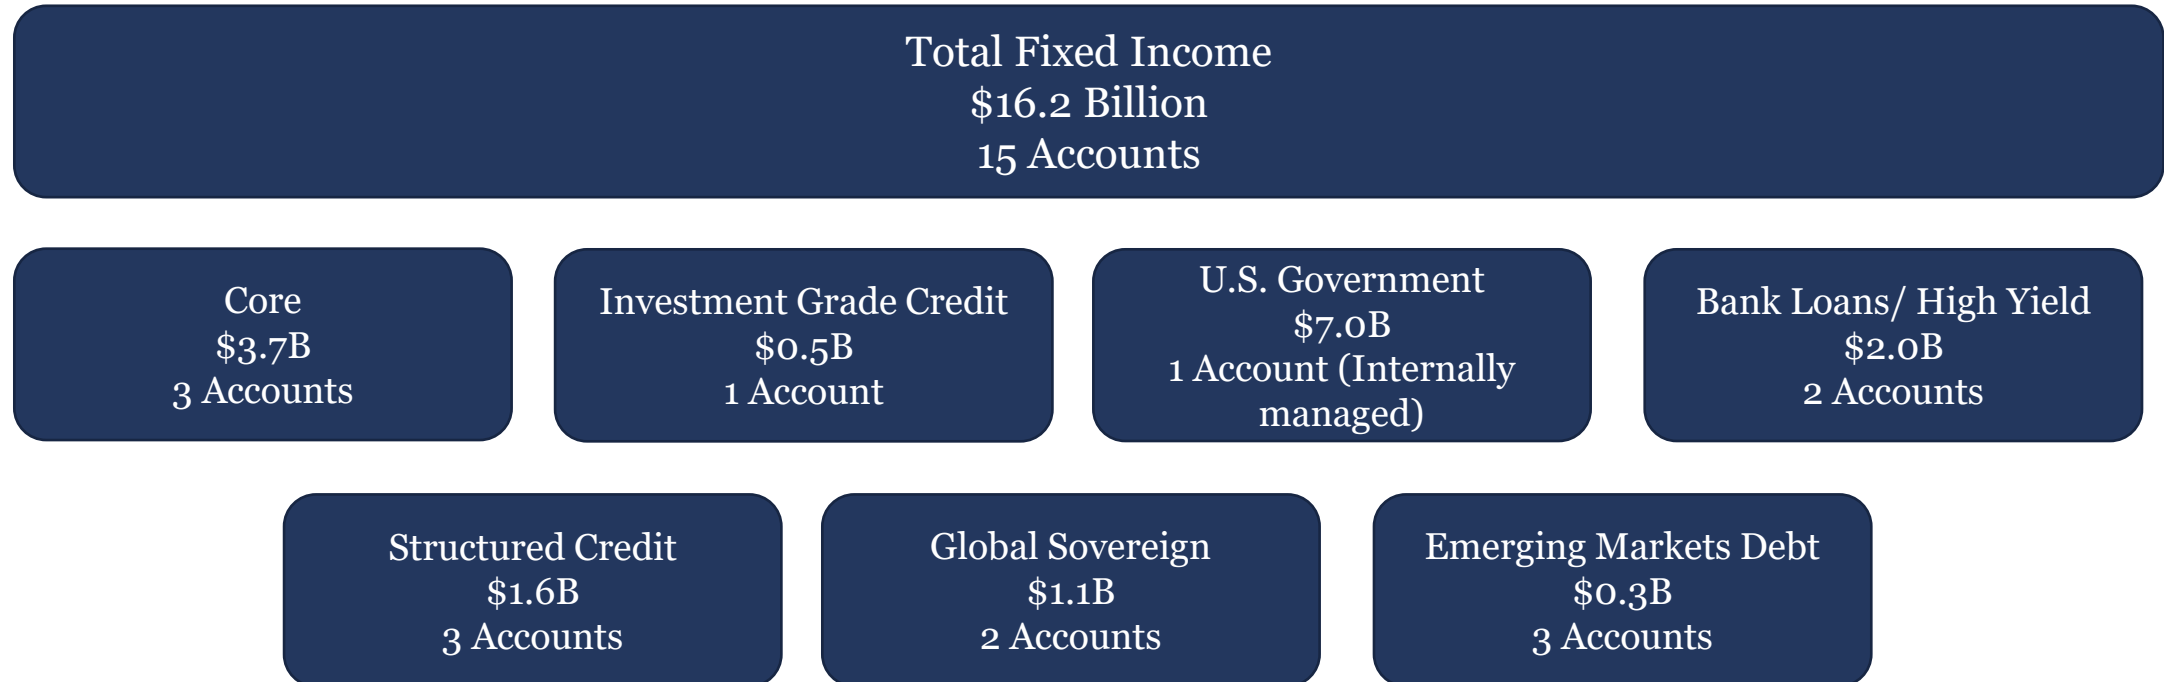 Total Fixed Income
$16.2 Billion
15 Accounts
Core
$3.7B
3 Accounts
Investment Grade Credit
$0.5B
1 Account
U.S. Government
$7.0B
1 Account (Internally
managed)
Bank Loans/ High Yield
$2.0B
2 Accounts
Structured Credit
$1.6B
3 Accounts
Global Sovereign
$1.1B
2 Accounts
Emerging Markets Debt
$0.3B
3 Accounts